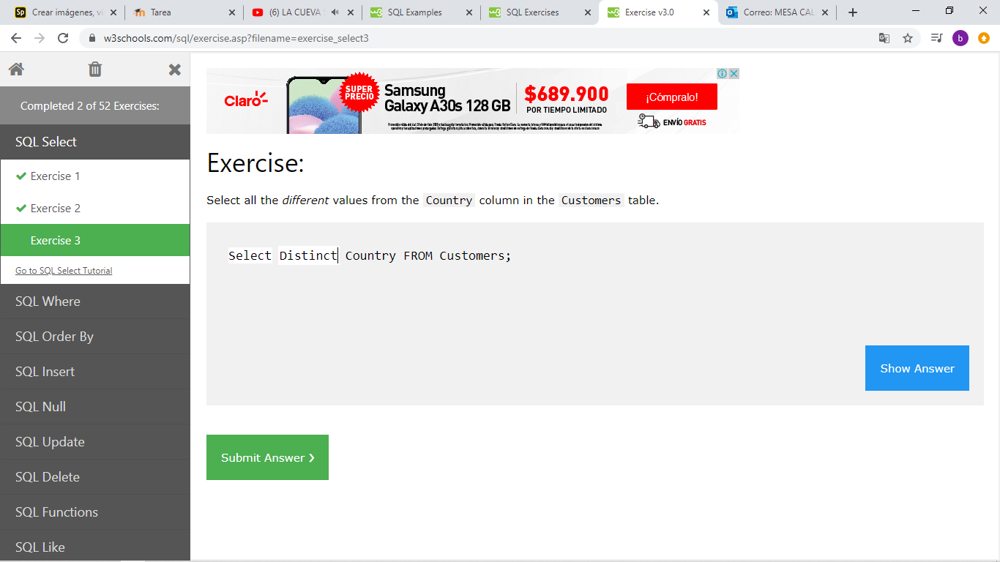 Sp Crear imágenes, ví
Tarea
(6) LA CUEVA S
w3 SQL Examples
w3 SQL Exercises
w3 Exercise v3.0
Correo: MESA CAL
w3schools.com/sql/exercise.asp?filename=exercise_select3
b
Completed 2 of 52 Exercises:
SQL Select
Exercise 1
Exercise 2
Exercise 3
Go to SQL Select Tutorial
SQL Where
SQL Order By
SQL Insert
SQL Null
SQL Update
SQL Delete
SQL Functions
SQL Like
Claro
SUPER
PRECIO
Samsung
Galaxy A30s 128 GB
$689.900
POR TIEMPO LIMITADO
¡Cómpralo!
ENVÍO GRATIS
Exercise:
Select all the different values from the Country column in the Customers table.
Select Distinct Country FROM Customers;
Show Answer
Submit Answer ❯